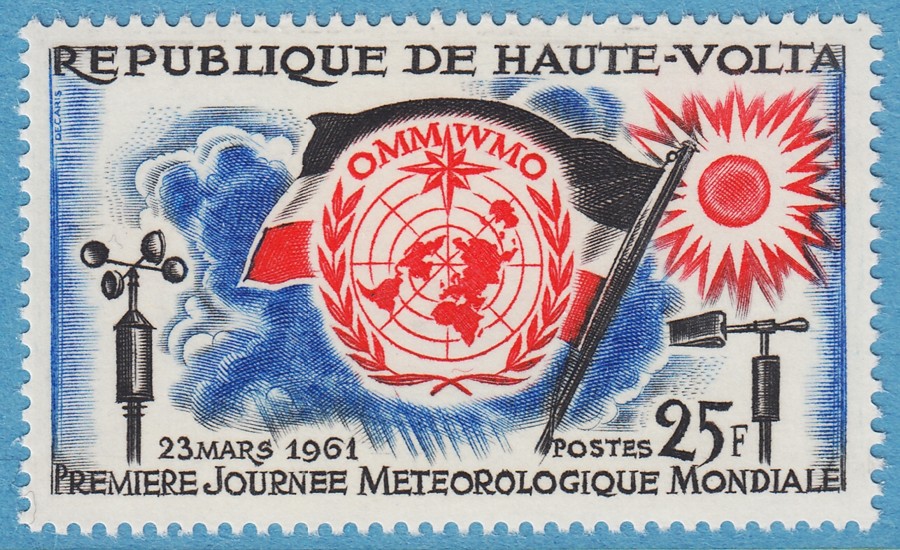 REPUBLIQUE DE HAUTE-VOLTA
DECARIS
OMM WMO
23 MARS 1961
POSTES 25F
PREMIERE JOURNEE METEOROLOGIQUE MONDIALE